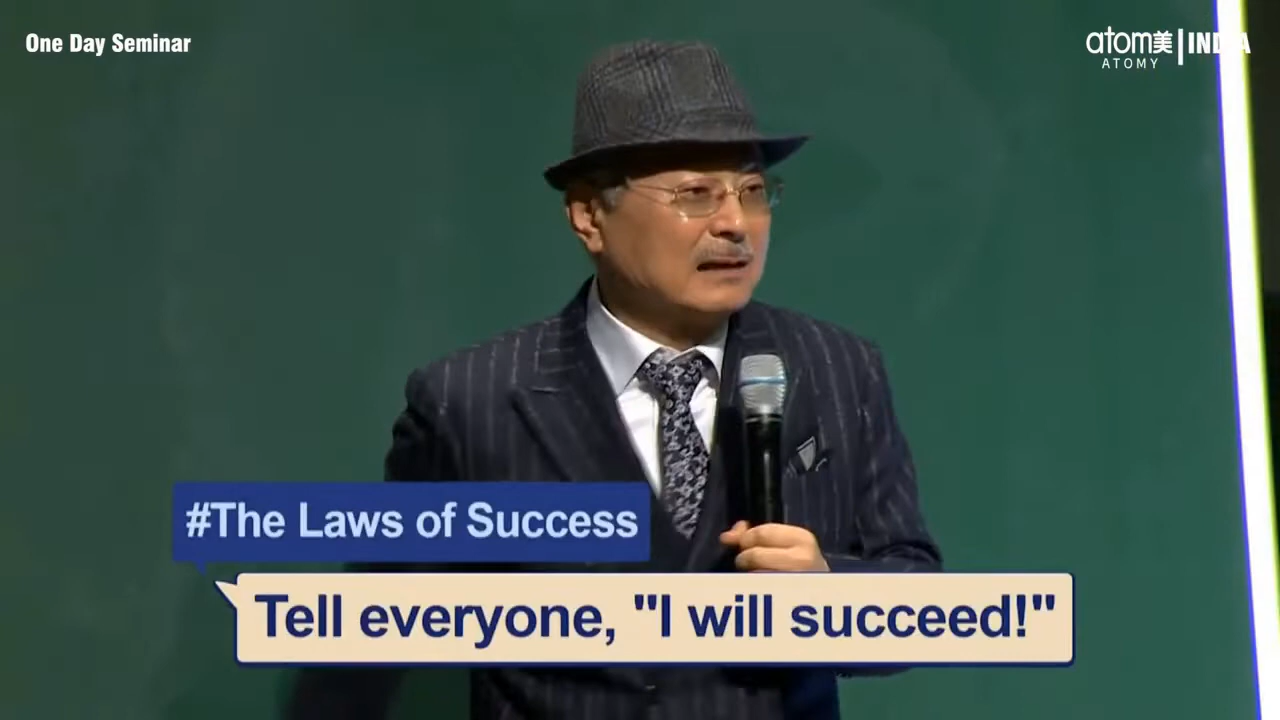 One Day Seminar
atom美 | INDIA
ATOMY
#The Laws of Success
Tell everyone, "I will succeed!"